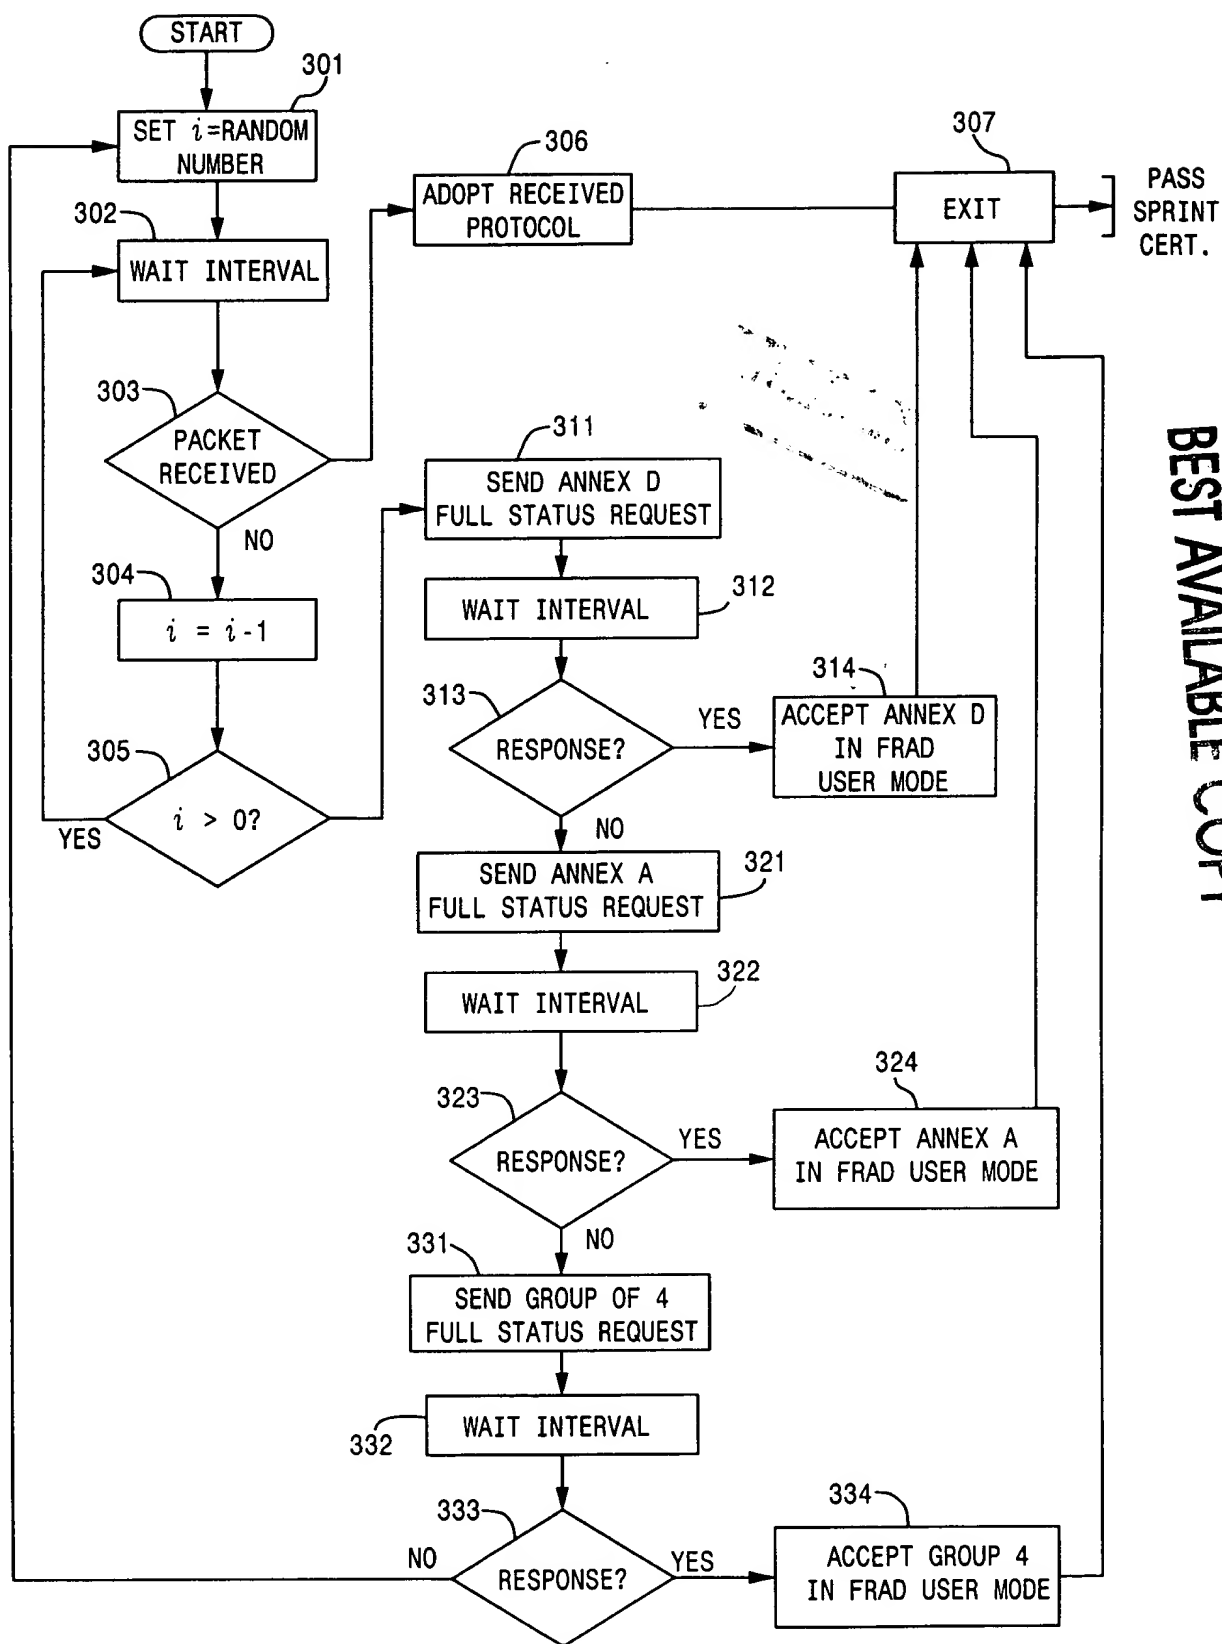 START
301
SET i=RANDOM
NUMBER
302
WAIT INTERVAL
303
PACKET
RECEIVED
NO
304
i = i-1
305
i > 0?
YES
306
ADOPT RECEIVED
PROTOCOL
307
EXIT
PASS
SPRINT
CERT.
311
SEND ANNEX D
FULL STATUS REQUEST
312
WAIT INTERVAL
313
RESPONSE?
YES
NO
314
ACCEPT ANNEX D
IN FRAD
USER MODE
321
SEND ANNEX A
FULL STATUS REQUEST
322
WAIT INTERVAL
323
RESPONSE?
YES
NO
324
ACCEPT ANNEX A
IN FRAD USER MODE
331
SEND GROUP OF 4
FULL STATUS REQUEST
332
WAIT INTERVAL
333
RESPONSE?
NO
YES
334
ACCEPT GROUP 4
IN FRAD USER MODE
BEST AVAILABLE COPY